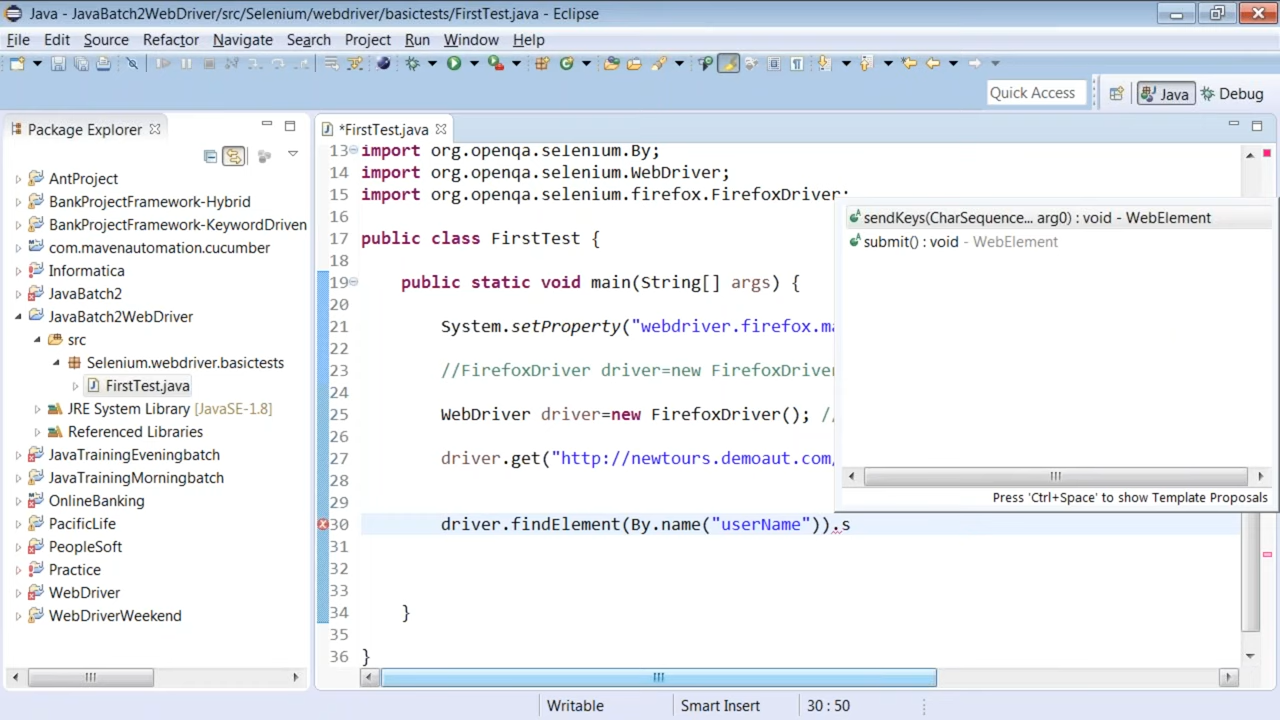 Java - JavaBatch2WebDriver/src/Selenium/webdriver/basictests/FirstTest.java - Eclipse
File Edit Source Refactor Navigate Search Project Run Window Help
Quick Access Java Debug
Package Explorer
AntProject
BankProjectFramework-Hybrid
BankProjectFramework-KeywordDriven
com.mavenautomation.cucumber
Informatica
JavaBatch2
JavaBatch2WebDriver
src
Selenium.webdriver.basictests
FirstTest.java
JRE System Library [JavaSE-1.8]
Referenced Libraries
JavaTrainingEveningbatch
JavaTrainingMorningbatch
OnlineBanking
PacificLife
PeopleSoft
Practice
WebDriver
WebDriverWeekend
*FirstTest.java
13 import org.openqa.selenium.By;
14 import org.openqa.selenium.WebDriver;
15 import org.openqa.selenium.firefox.FirefoxDriver;
16
17 public class FirstTest {
18
19 public static void main(String[] args) {
20
21 System.setProperty("webdriver.firefox.ma
22
23 //FirefoxDriver driver=new FirefoxDriver
24
25 WebDriver driver=new FirefoxDriver(); //
26
27 driver.get("http://newtours.demoaut.com/
28
29
30 driver.findElement(By.name("userName")).s
31
32
33
34 }
35
36 }
sendKeys(CharSequence... arg0) : void - WebElement
submit() : void - WebElement
Press 'Ctrl+Space' to show Template Proposals
Writable Smart Insert 30 : 50